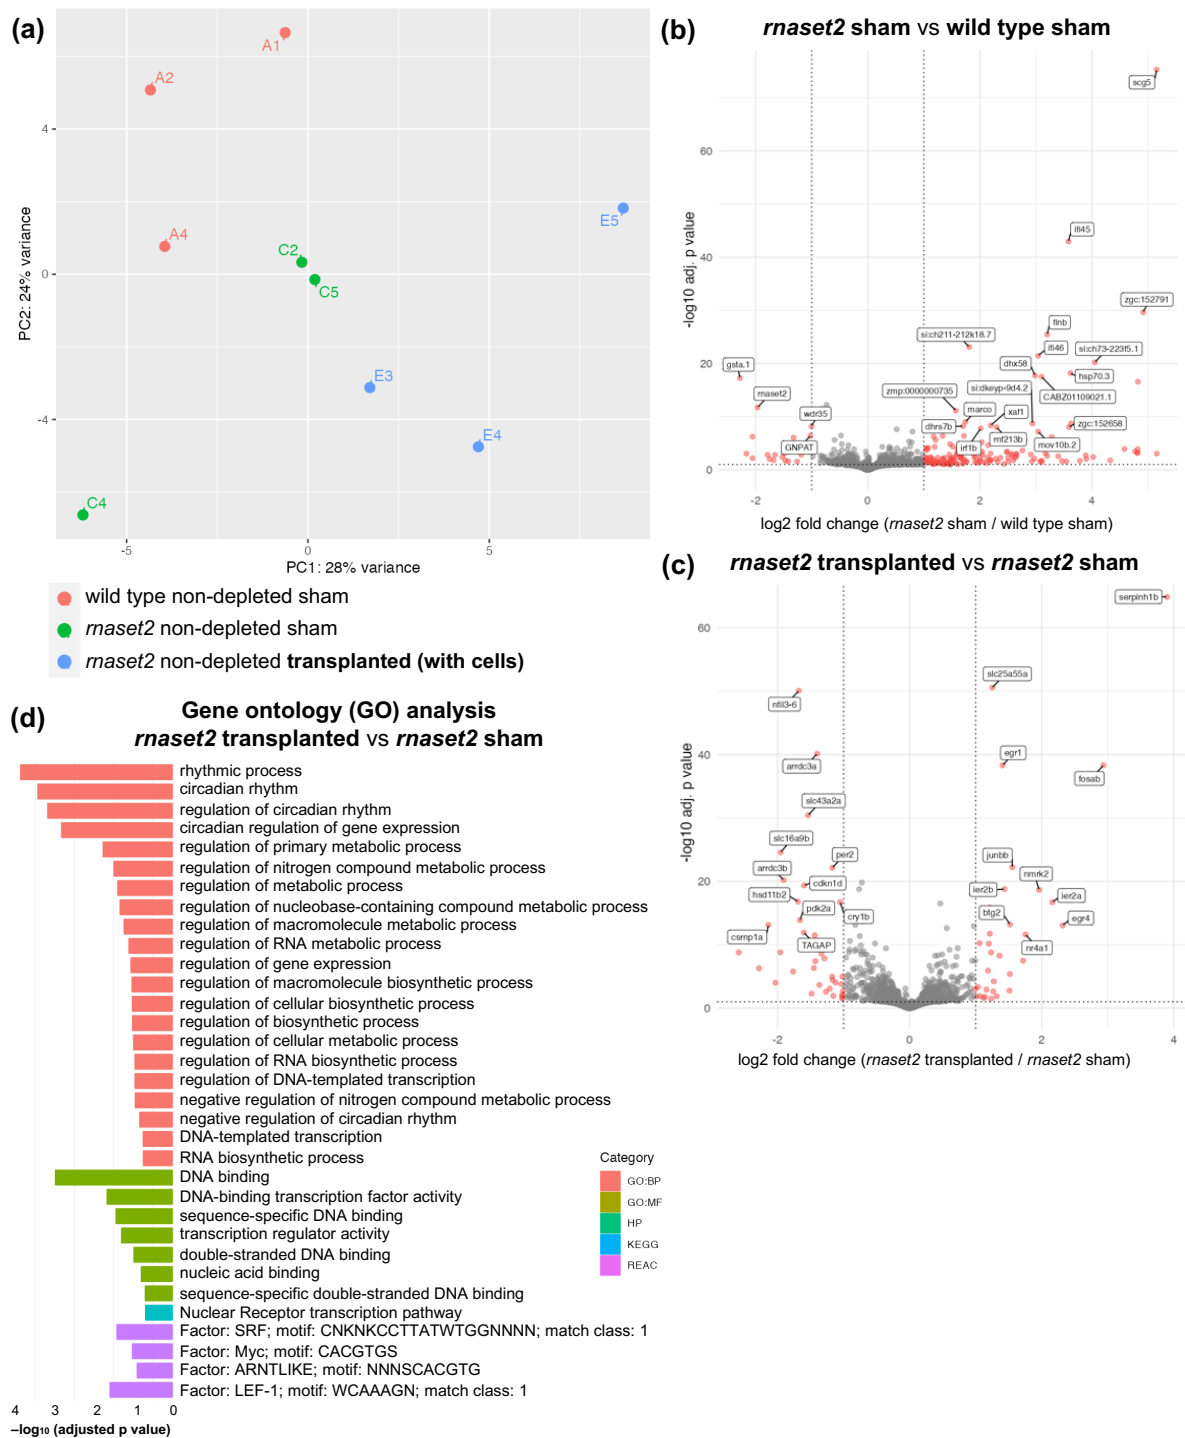 (a)
A1
A2
A4
C2
C5
E3
E4
E5
C4
4
0
-4
-5
0
5
PC2: 24% variance
PC1: 28% variance
wild type non-depleted sham
rnaset2 non-depleted sham
rnaset2 non-depleted transplanted (with cells)
(b)
rnaset2 sham vs wild type sham
scg5
ifi45
zgc:152791
flnb
si:ch211-212k18.7
ifi46
si:ch73-223f5.1
gsta.1
dhx58
hsp70.3
rnaset2
zmp:0000000735
si:dkeyp-9d4.2
CABZ01109021.1
wdr35
marco
xaf1
zgc:152658
dhrs7b
GNPAT
irf1b
rnf213b
mov10b.2
60
40
20
0
-2
0
2
4
-log10 adj. p value
log2 fold change (rnaset2 sham / wild type sham)
(c)
rnaset2 transplanted vs rnaset2 sham
serpinh1b
slc25a55a
nfil3-6
egr1
arrdc3a
fosab
slc43a2a
slc16a9b
per2
junbb
arrdc3b
nmrk2
cdkn1d
ier2b
hsd11b2
ier2a
pdk2a
btg2
cry1b
egr4
csrnp1a
TAGAP
nr4a1
60
40
20
0
-2
0
2
4
-log10 adj. p value
log2 fold change (rnaset2 transplanted / rnaset2 sham)
(d)
Gene ontology (GO) analysis
rnaset2 transplanted vs rnaset2 sham
rhythmic process
circadian rhythm
regulation of circadian rhythm
circadian regulation of gene expression
regulation of primary metabolic process
regulation of nitrogen compound metabolic process
regulation of metabolic process
regulation of nucleobase-containing compound metabolic process
regulation of macromolecule metabolic process
regulation of RNA metabolic process
regulation of gene expression
regulation of macromolecule biosynthetic process
regulation of cellular biosynthetic process
regulation of biosynthetic process
regulation of cellular metabolic process
regulation of RNA biosynthetic process
regulation of DNA-templated transcription
negative regulation of nitrogen compound metabolic process
negative regulation of circadian rhythm
DNA-templated transcription
RNA biosynthetic process
DNA binding
DNA-binding transcription factor activity
sequence-specific DNA binding
transcription regulator activity
double-stranded DNA binding
nucleic acid binding
sequence-specific double-stranded DNA binding
Nuclear Receptor transcription pathway
Factor: SRF; motif: CNKNKCCTTATWTGGNNNN; match class: 1
Factor: Myc; motif: CACGTGS
Factor: ARNTLIKE; motif: NNNSCACGTG
Factor: LEF-1; motif: WCAAAGN; match class: 1
4 3 2 1 0
–log10 (adjusted p value)
Category
GO:BP
GO:MF
HP
KEGG
REAC